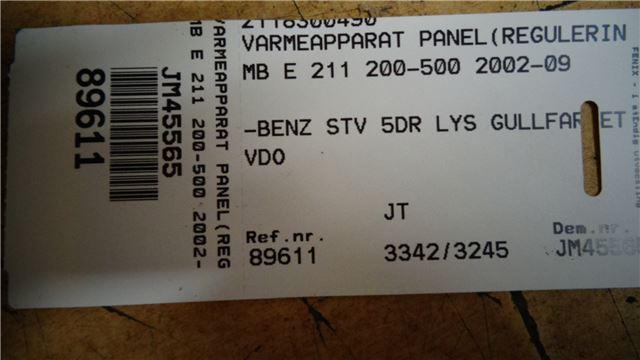 2118300490
VARMEAPPARAT PANEL(REGULERIN
MB E 211 200-500 2002-09
-BENZ STV 5DR LYS GULLFAR ET
VDO
JT
Ref.nr.
89611
3342/3245
Dem.nr.
JM4556
VARMEAPPARAT PANEL(REG
MB E 211 200-500 2002-
JM45565
89611